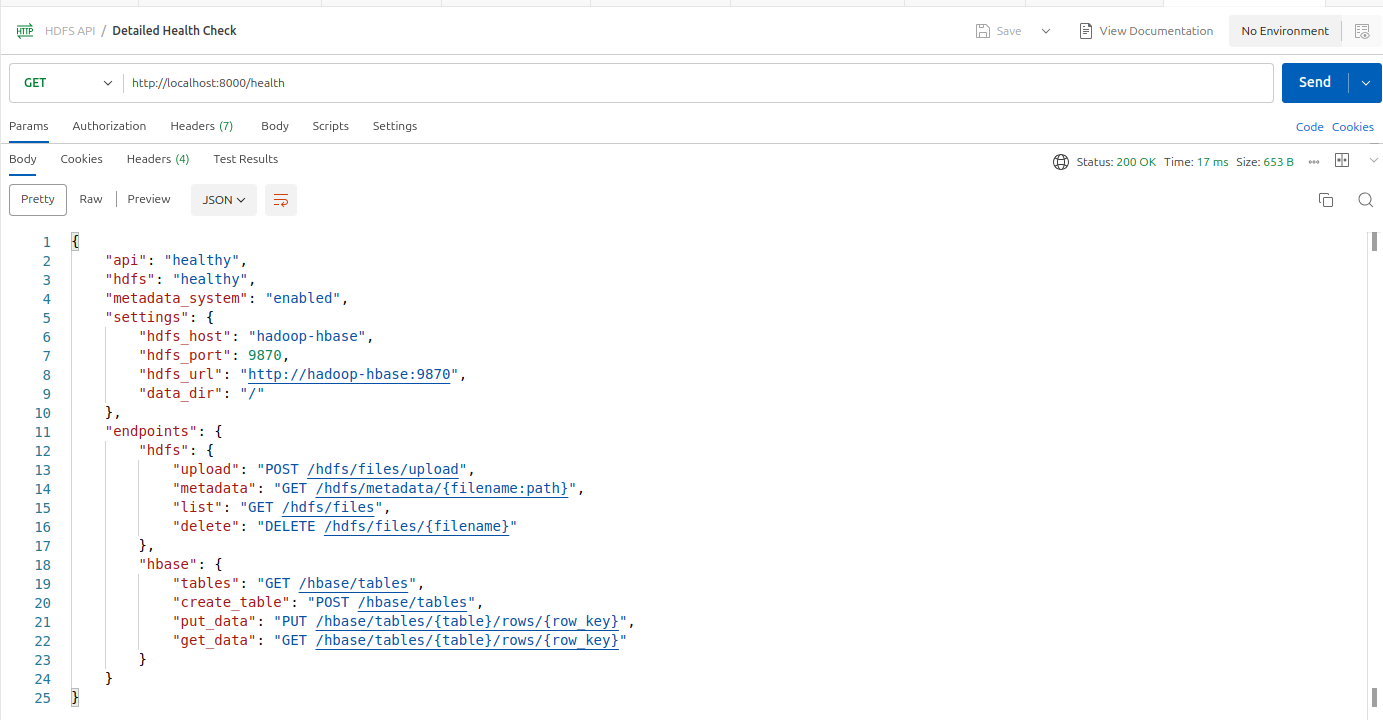 HTTP HDFS API / Detailed Health Check Save View Documentation No Environment
GET http://localhost:8000/health Send
Params Authorization Headers (7) Body Scripts Settings Code Cookies
Body Cookies Headers (4) Test Results Status: 200 OK Time: 17 ms Size: 653 B
Pretty Raw Preview JSON
1 {
2 "api": "healthy",
3 "hdfs": "healthy",
4 "metadata_system": "enabled",
5 "settings": {
6 "hdfs_host": "hadoop-hbase",
7 "hdfs_port": 9870,
8 "hdfs_url": "http://hadoop-hbase:9870",
9 "data_dir": "/"
10 },
11 "endpoints": {
12 "hdfs": {
13 "upload": "POST /hdfs/files/upload",
14 "metadata": "GET /hdfs/metadata/{filename:path}",
15 "list": "GET /hdfs/files",
16 "delete": "DELETE /hdfs/files/{filename}"
17 },
18 "hbase": {
19 "tables": "GET /hbase/tables",
20 "create_table": "POST /hbase/tables",
21 "put_data": "PUT /hbase/tables/{table}/rows/{row_key}",
22 "get_data": "GET /hbase/tables/{table}/rows/{row_key}"
23 }
24 }
25 }